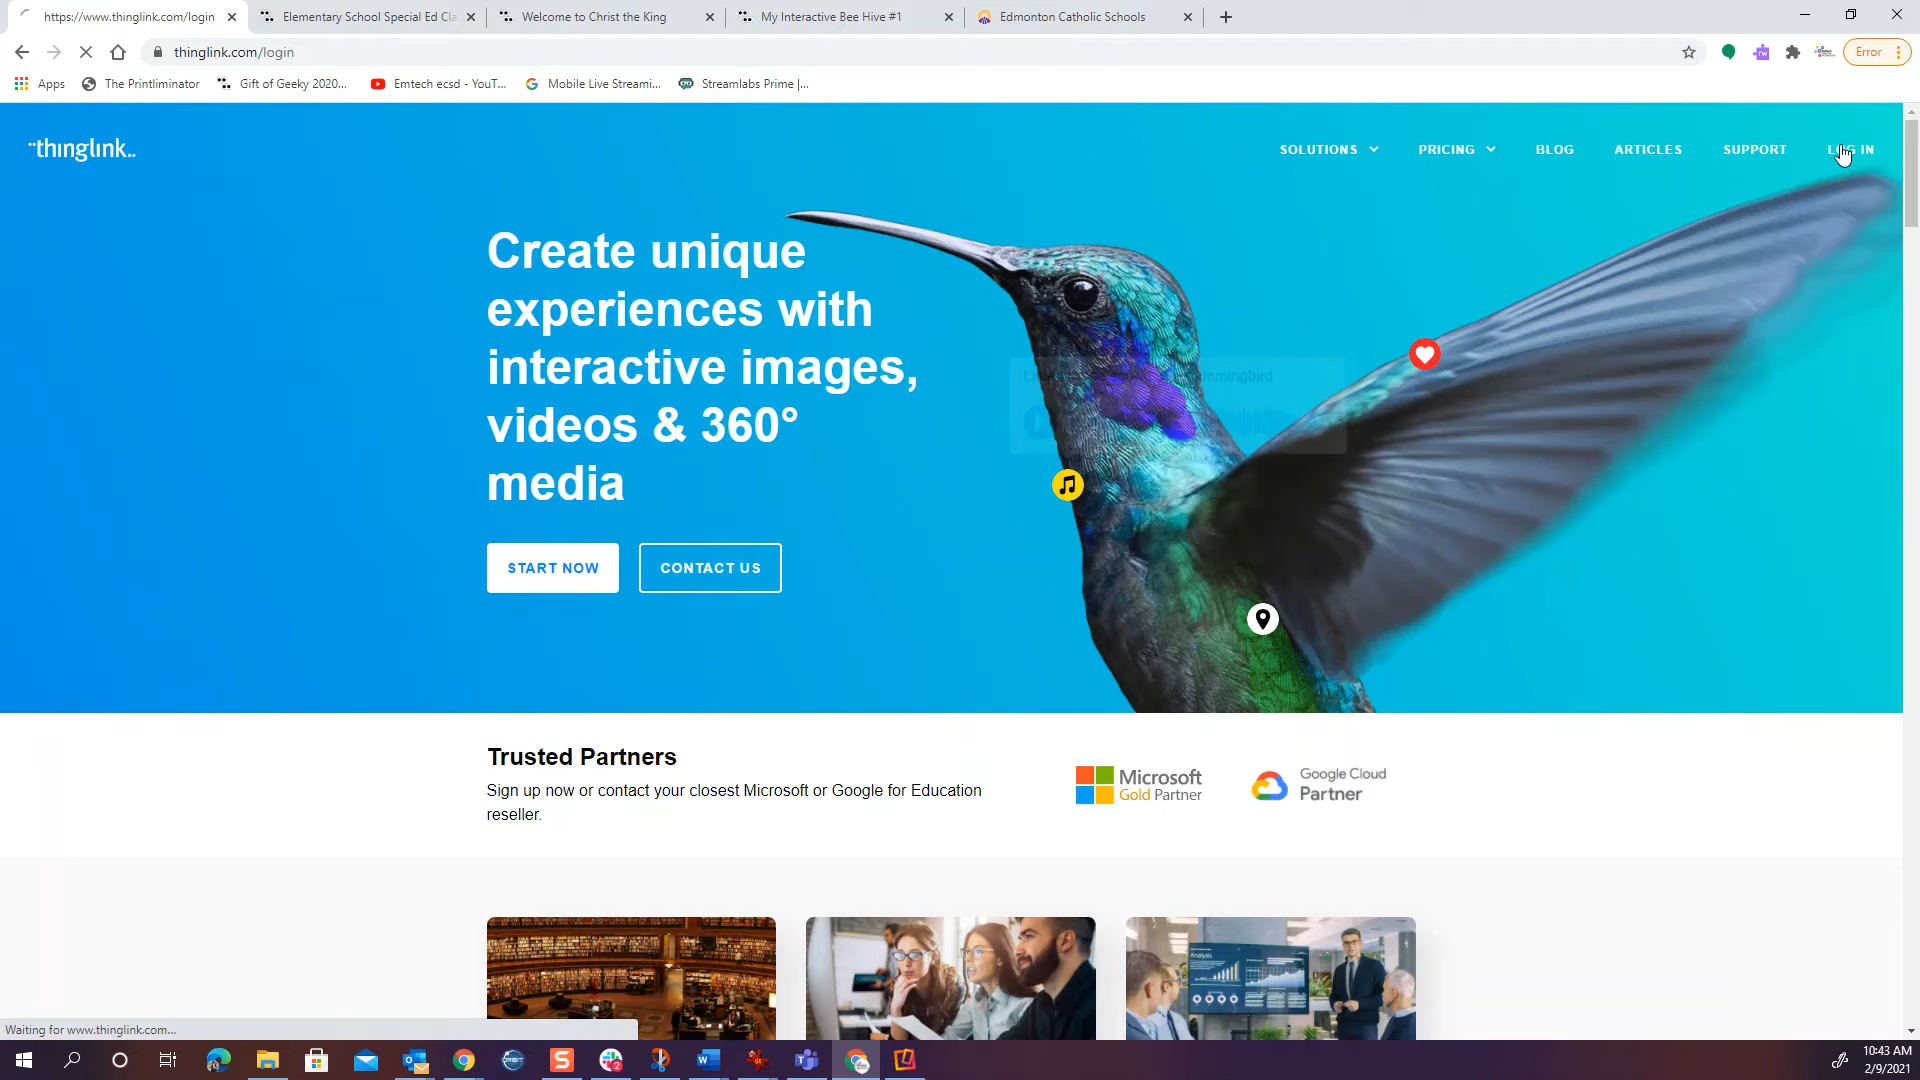 https://www.thinglink.com/login
Elementary School Special Ed Cla
Welcome to Christ the King
My Interactive Bee Hive #1
Edmonton Catholic Schools
thinglink.com/login
Error
Apps
The Printliminator
Gift of Geeky 2020...
Emtech ecsd - YouT...
Mobile Live Streami...
Streamlabs Prime |...
thinglink..
SOLUTIONS
PRICING
BLOG
ARTICLES
SUPPORT
LOG IN
Create unique
experiences with
interactive images,
videos & 360°
media
START NOW
CONTACT US
Trusted Partners
Sign up now or contact your closest Microsoft or Google for Education
reseller.
Microsoft
Gold Partner
Google Cloud
Partner
Analysis
Waiting for www.thinglink.com...
10:43 AM
2/9/2021